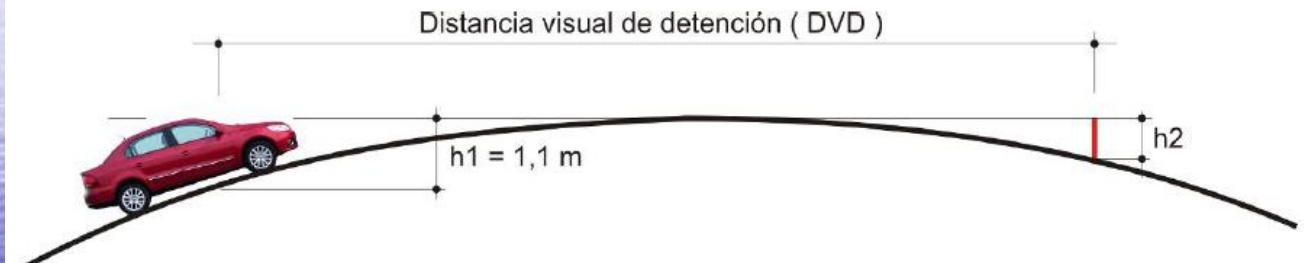 Distancia visual de detención ( DVD )
h1 = 1,1 m
h2